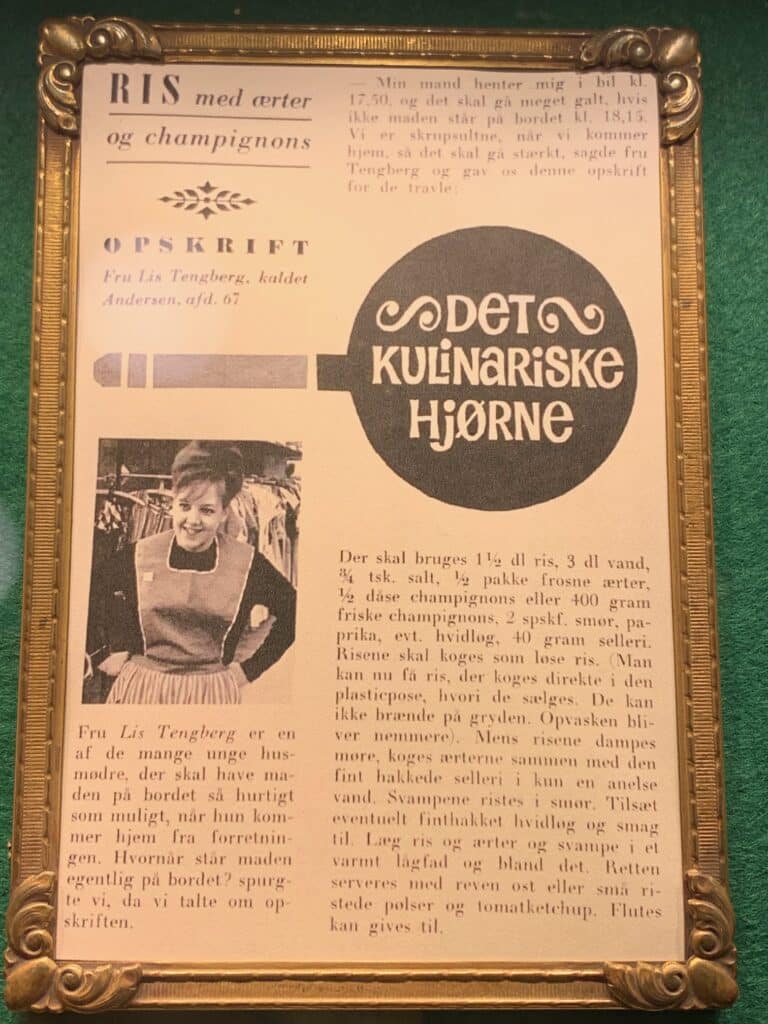 RIS med ærter
og champignons
OPSKRIFT
Fru Lis Tengberg, kaldet
Andersen, afd. 67
Fru Lis Tengberg er en
af de mange unge hus-
mødre, der skal have ma-
den på bordet så hurtigt
som muligt, når hun kom-
mer hjem fra forretnin-
gen. Hvornår står maden
egentlig på bordet? spurg-
te vi, da vi talte om op-
skriften.
— Min mand henter mig i bil kl.
17,50, og det skal gå meget galt, hvis
ikke maden står på bordet kl. 18,15.
Vi er skrupsultne, når vi kommer
hjem, så det skal gå stærkt, sagde fru
Tengberg og gav os denne opskrift
for de travle:
DET
KULINARISKE
HJØRNE
Der skal bruges 1½ dl ris, 3 dl vand,
¾ tsk. salt, ½ pakke frosne ærter,
½ dåse champignons eller 400 gram
friske champignons, 2 spskf. smør, pa-
prika, evt. hvidløg, 40 gram selleri.
Risene skal koges som løse ris. (Man
kan nu få ris, der koges direkte i den
plasticpose, hvori de sælges. De kan
ikke brænde på gryden. Opvasken bli-
ver nemmere). Mens risene dampes
møre, koges ærterne sammen med den
fint hakkede selleri i kun en anelse
vand. Svampene ristes i smør. Tilsæt
eventuelt finthakket hvidløg og smag
til. Læg ris og ærter og svampe i et
varmt lågfad og bland det. Retten
serveres med reven ost eller små ri-
stede pølser og tomatketchup. Flutes
kan gives til.